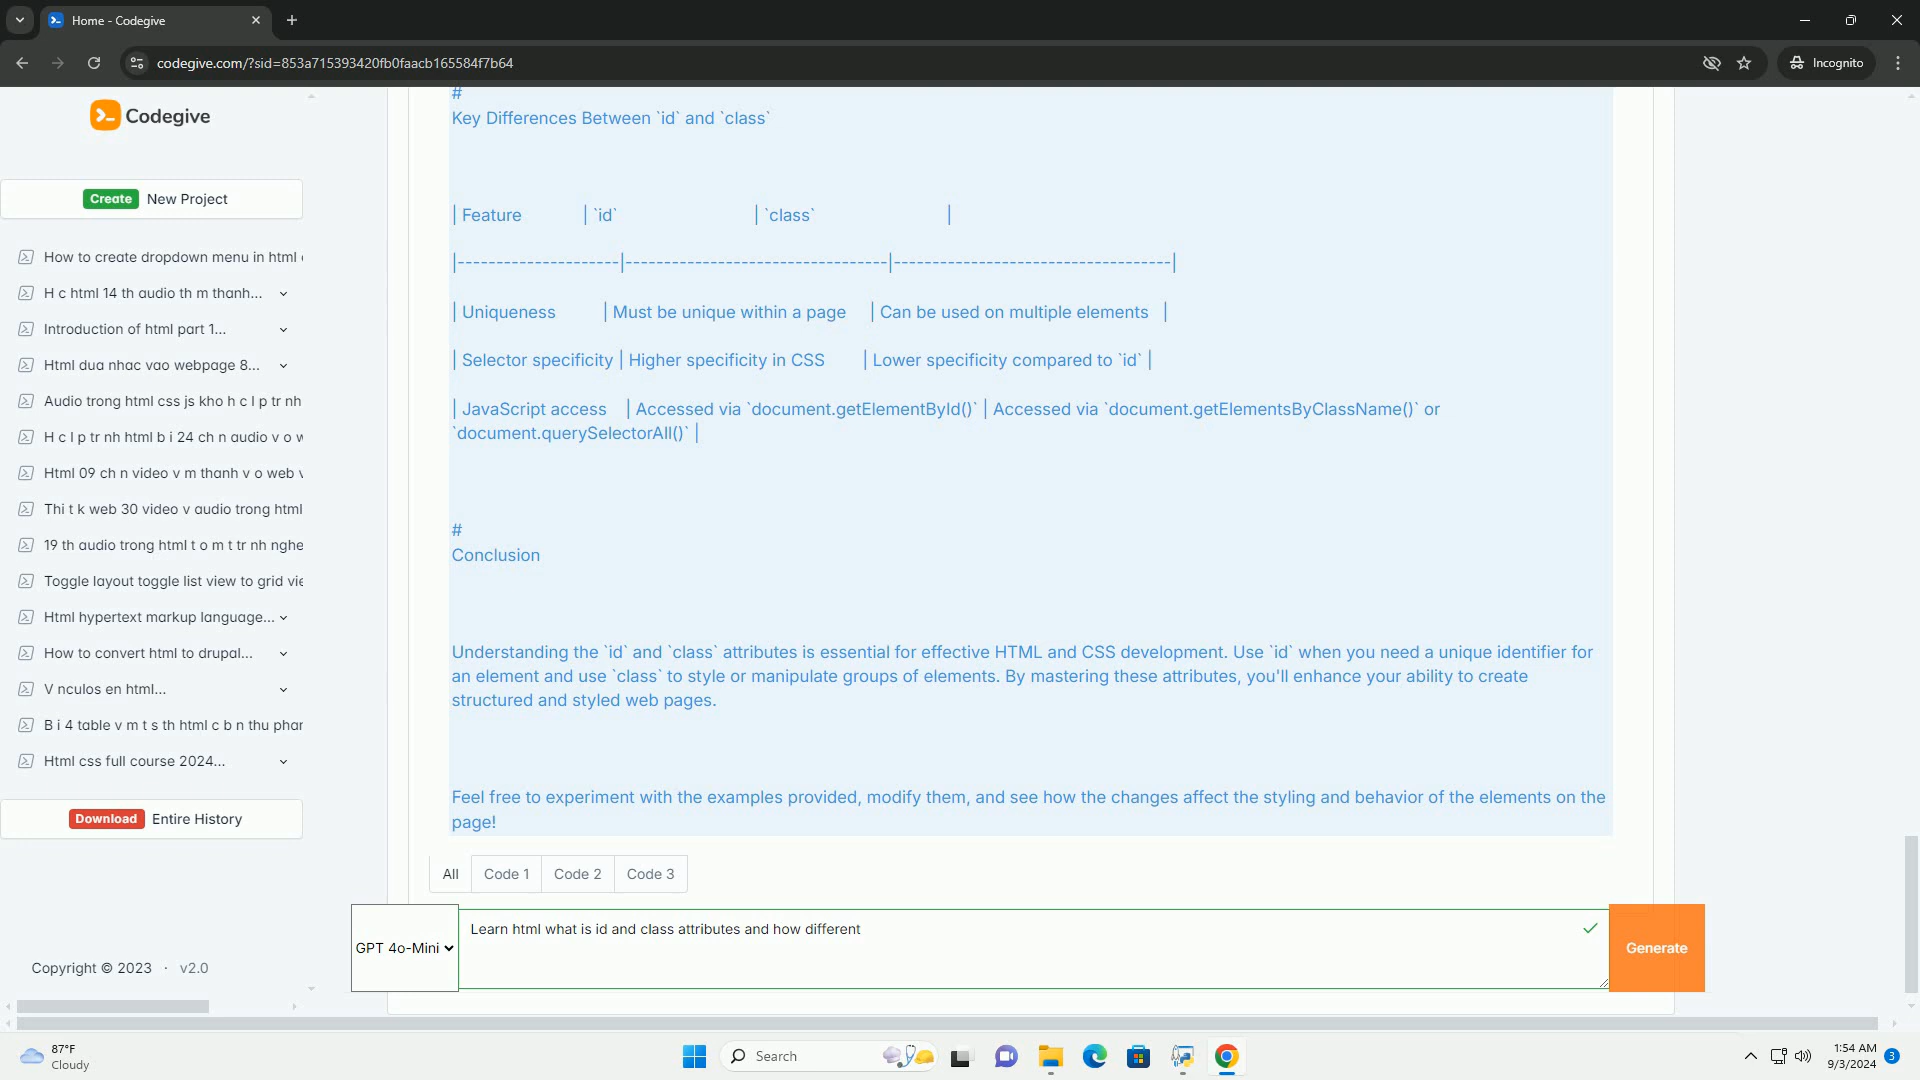 Home - Codegive
codegive.com/?sid=853a715393420fb0faacb165584f7b64
Incognito
Codegive
Create New Project
How to create dropdown menu in html
H c html 14 th audio th m thanh...
Introduction of html part 1...
Html dua nhac vao webpage 8...
Audio trong html css js kho h c l p tr nh
H c l p tr nh html b i 24 ch n audio v o w
Html 09 ch n video v m thanh v o web v
Thi t k web 30 video v audio trong html
19 th audio trong html t o m t tr nh nghe
Toggle layout toggle list view to grid vie
Html hypertext markup language...
How to convert html to drupal...
V nculos en html...
B i 4 table v m t s th html c b n thu phar
Html css full course 2024...
Download Entire History
Copyright © 2023 · v2.0
#
Key Differences Between `id` and `class`
| Feature | `id` | `class` |
|---------------------|----------------------------------|------------------------------------|
| Uniqueness | Must be unique within a page | Can be used on multiple elements |
| Selector specificity | Higher specificity in CSS | Lower specificity compared to `id` |
| JavaScript access | Accessed via `document.getElementById()` | Accessed via `document.getElementsByClassName()` or
`document.querySelectorAll()` |
#
Conclusion
Understanding the `id` and `class` attributes is essential for effective HTML and CSS development. Use `id` when you need a unique identifier for
an element and use `class` to style or manipulate groups of elements. By mastering these attributes, you'll enhance your ability to create
structured and styled web pages.
Feel free to experiment with the examples provided, modify them, and see how the changes affect the styling and behavior of the elements on the
page!
All Code 1 Code 2 Code 3
GPT 4o-Mini
Learn html what is id and class attributes and how different
Generate
87°F
Cloudy
Search
1:54 AM
9/3/2024
3